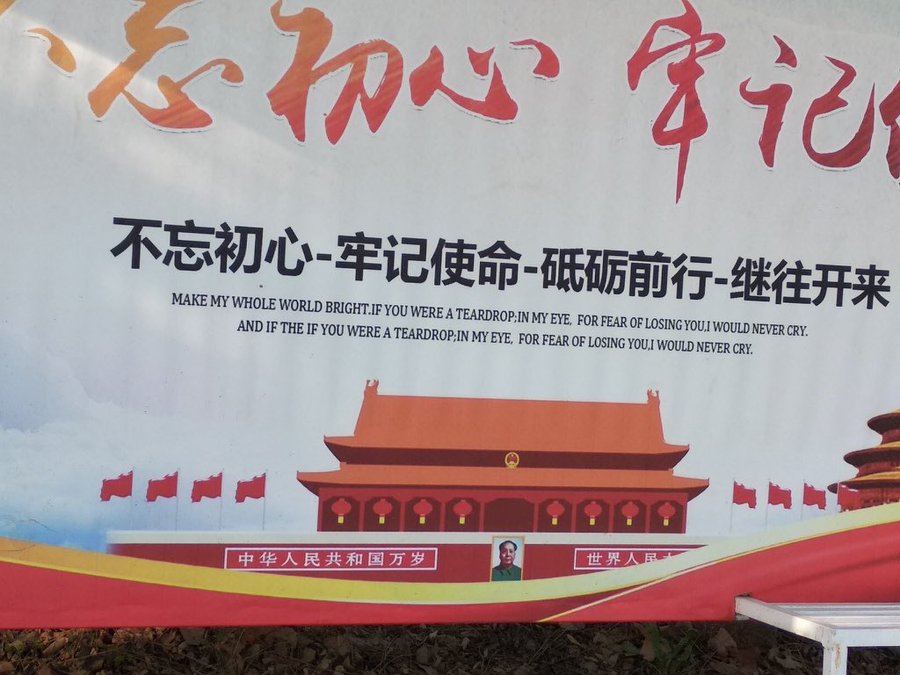 不忘初心 牢记使
不忘初心-牢记使命-砥砺前行-继往开来
MAKE MY WHOLE WORLD BRIGHT.IF YOU WERE A TEARDROP;IN MY EYE, FOR FEAR OF LOSING YOU,I WOULD NEVER CRY.
AND IF THE IF YOU WERE A TEARDROP;IN MY EYE, FOR FEAR OF LOSING YOU,I WOULD NEVER CRY.
中华人民共和国万岁
世界人民大